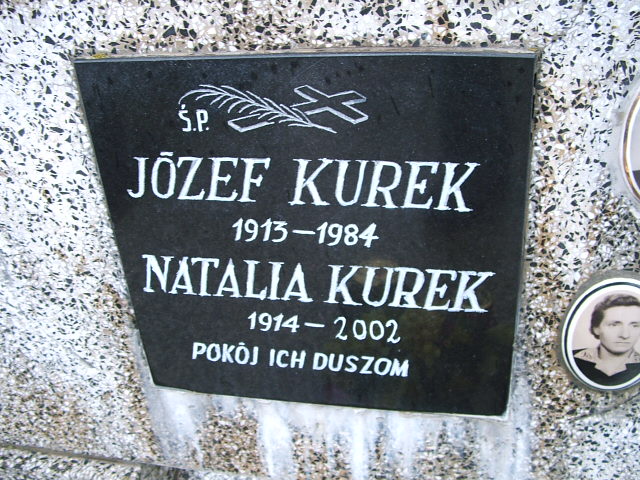 Ś.P.
JÓZEF KUREK
1913-1984
NATALIA KUREK
1914-2002
POKÓJ ICH DUSZOM